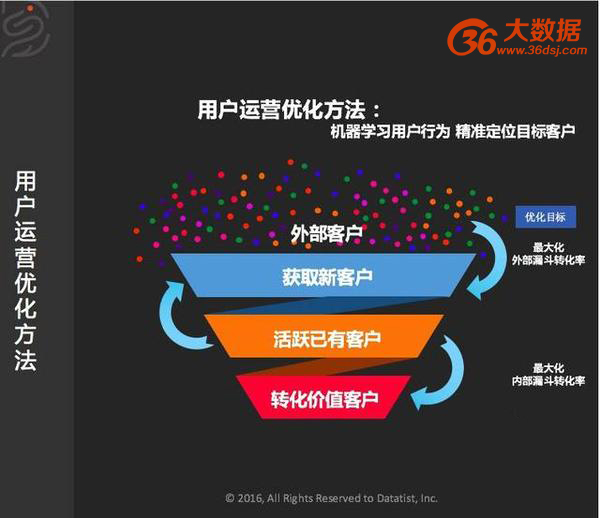 36大数据
www.36dsj.com
用户运营优化方法：
机器学习用户行为 精准定位目标客户
用户运营优化方法
外部客户
优化目标
最大化
外部漏斗转化率
获取新客户
活跃已有客户
最大化
内部漏斗转化率
转化价值客户
© 2016, All Rights Reserved to Datatist, Inc.